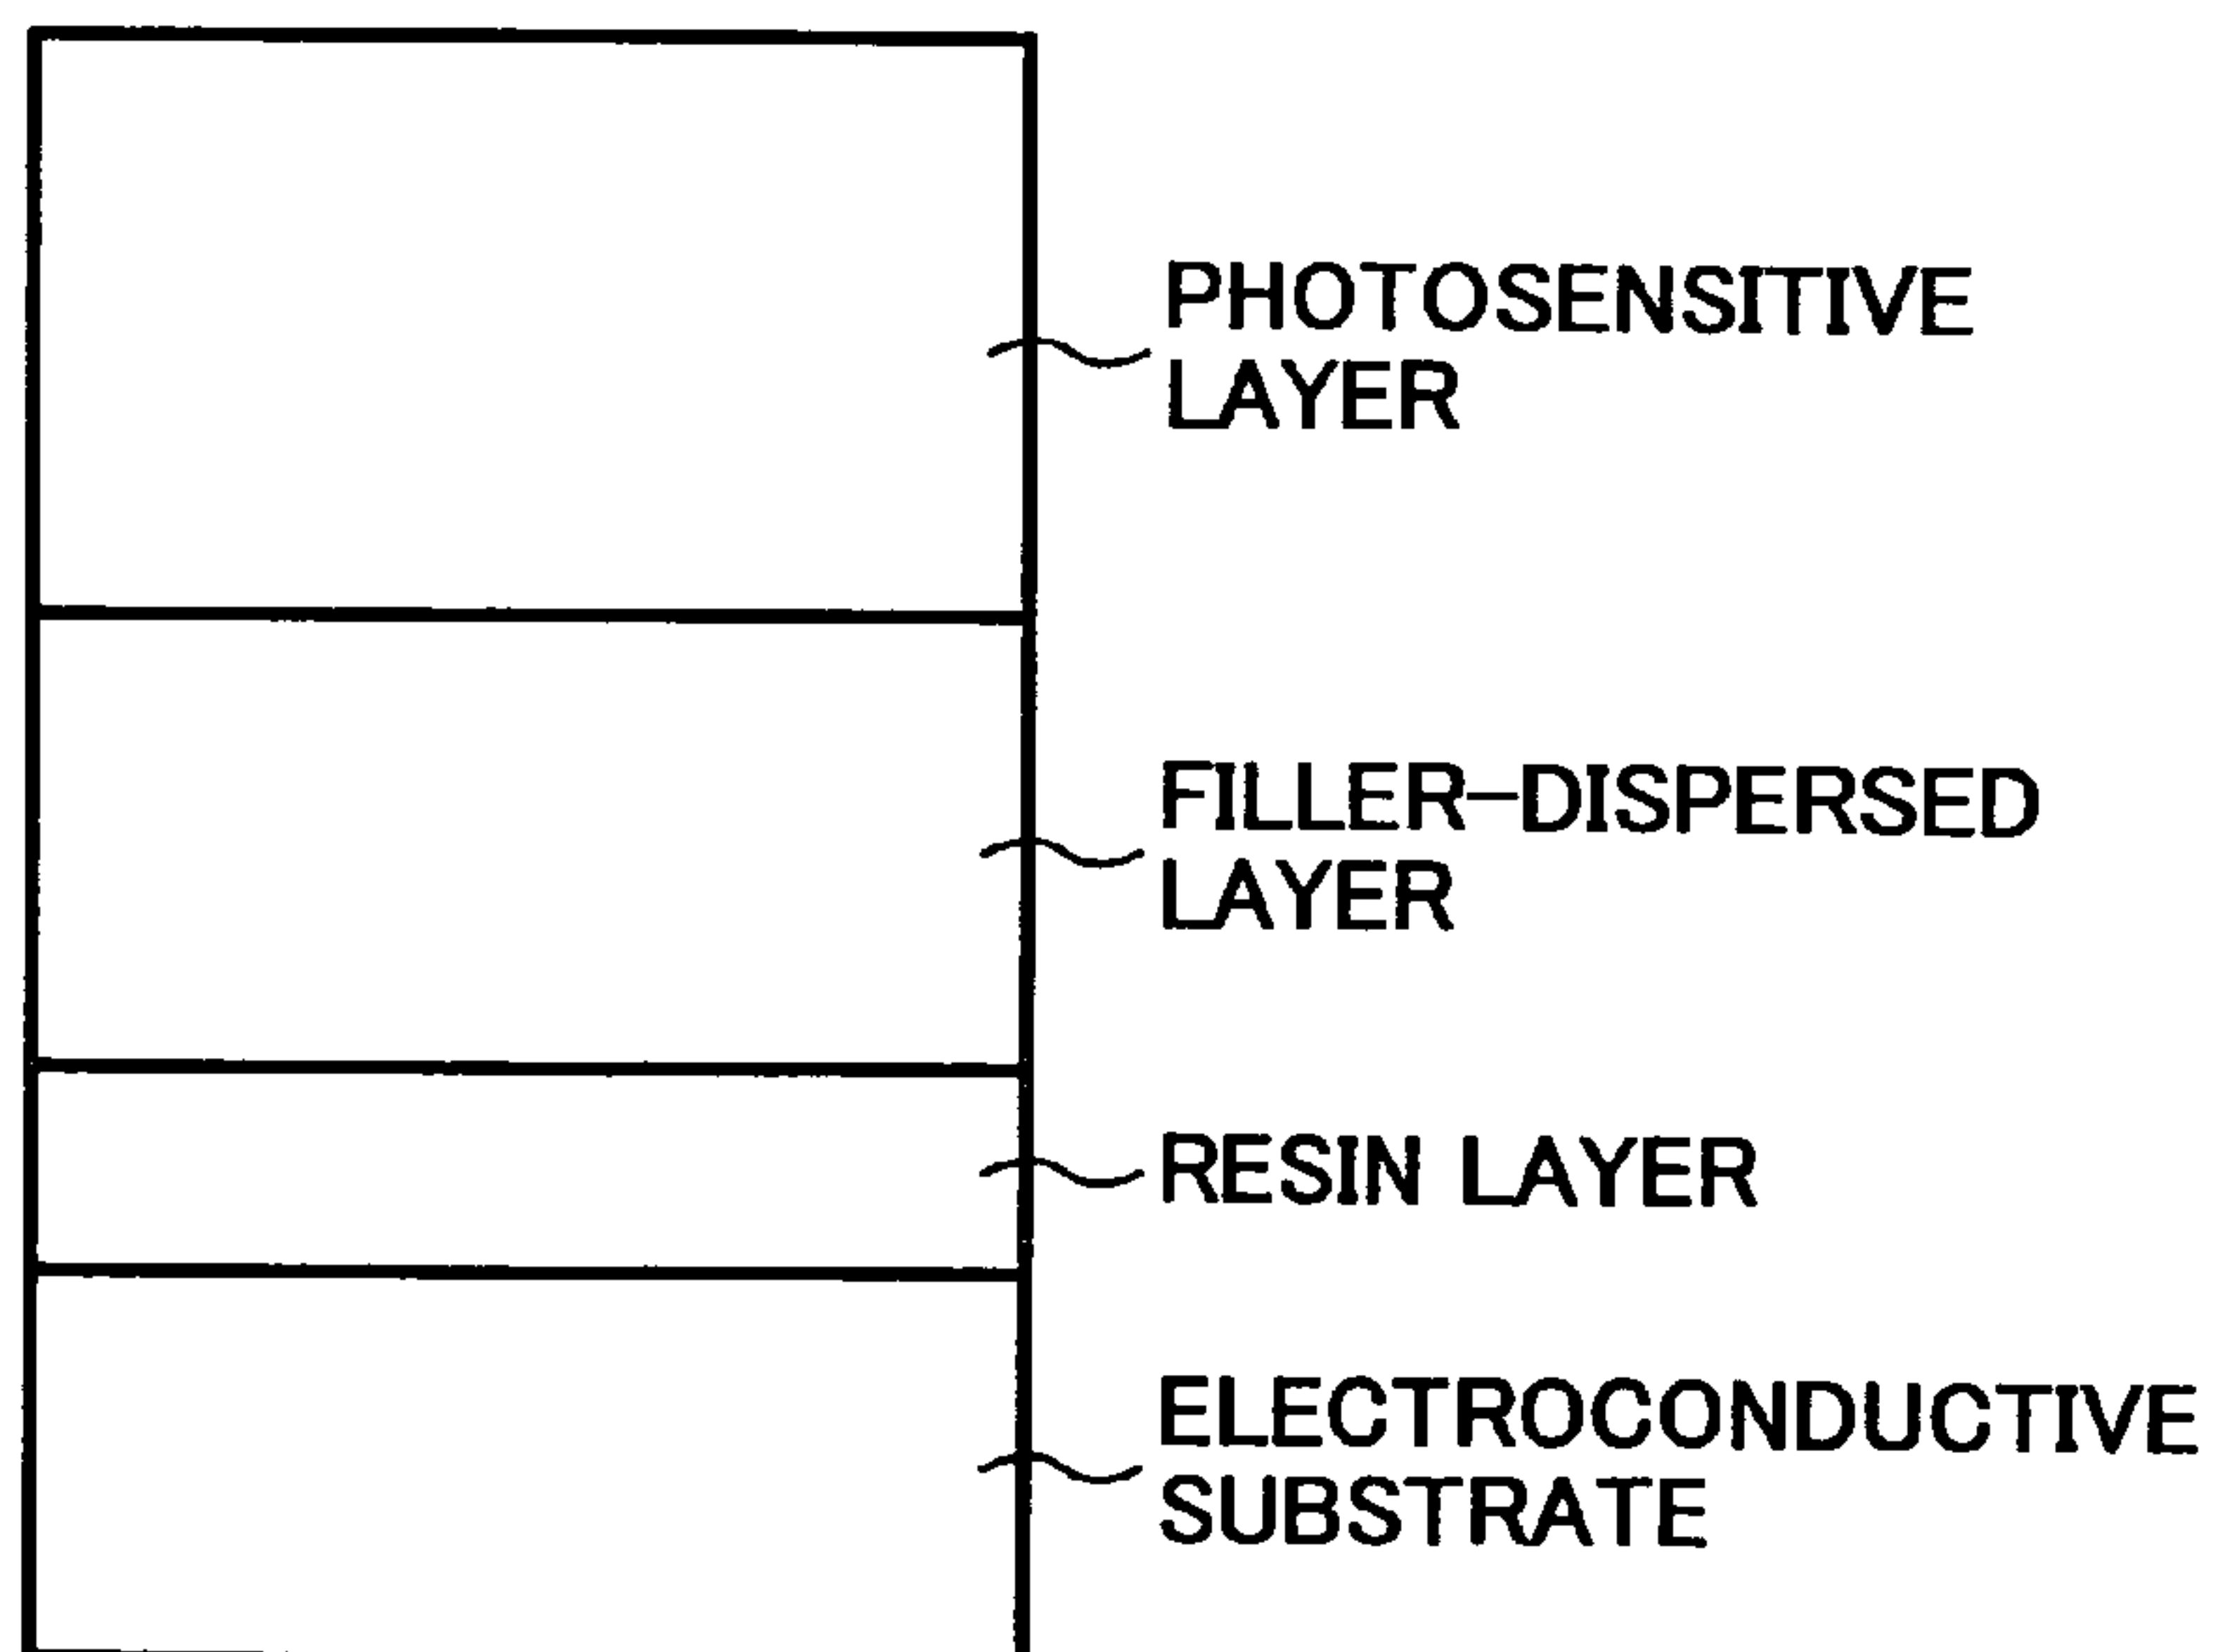 PHOTOSENSITIVE
LAYER
FILLER-DISPERSED
LAYER
RESIN LAYER
ELECTROCONDUCTIVE
SUBSTRATE